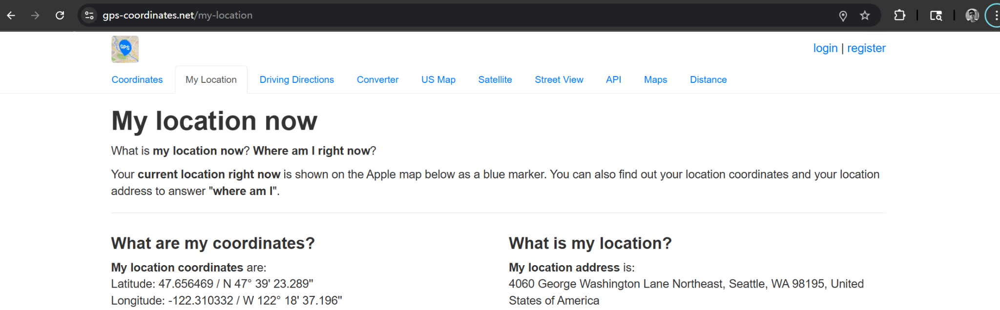 gps-coordinates.net/my-location
GPS
login | register
Coordinates My Location Driving Directions Converter US Map Satellite Street View API Maps Distance
My location now
What is my location now? Where am I right now?
Your current location right now is shown on the Apple map below as a blue marker. You can also find out your location coordinates and your location
address to answer "where am I".
What are my coordinates?
My location coordinates are:
Latitude: 47.656469 / N 47° 39' 23.289''
Longitude: -122.310332 / W 122° 18' 37.196''
What is my location?
My location address is:
4060 George Washington Lane Northeast, Seattle, WA 98195, United
States of America